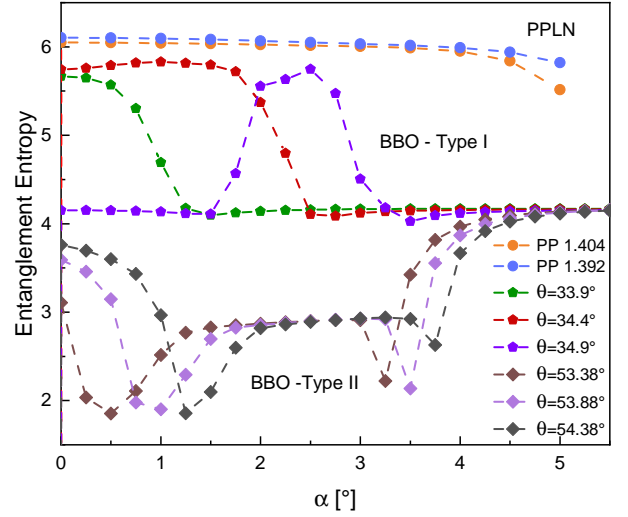 PPLN
6
5
4
3
2
Entanglement Entropy
BBO - Type I
BBO -Type II
PP 1.404
PP 1.392
θ=33.9°
θ=34.4°
θ=34.9°
θ=53.38°
θ=53.88°
θ=54.38°
0
1
2
3
4
5
α [°]